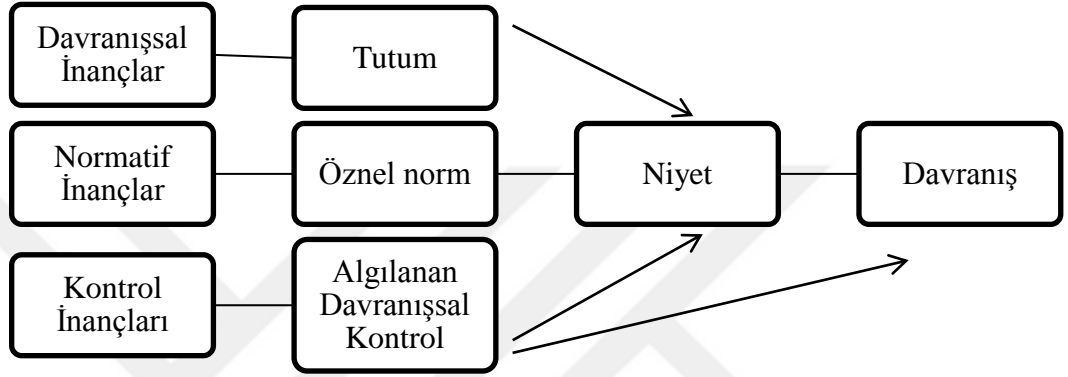 Davranışsal
İnançlar
Tutum
Normatif
İnançlar
Öznel norm
Niyet
Davranış
Kontrol
İnançları
Algılanan
Davranışsal
Kontrol